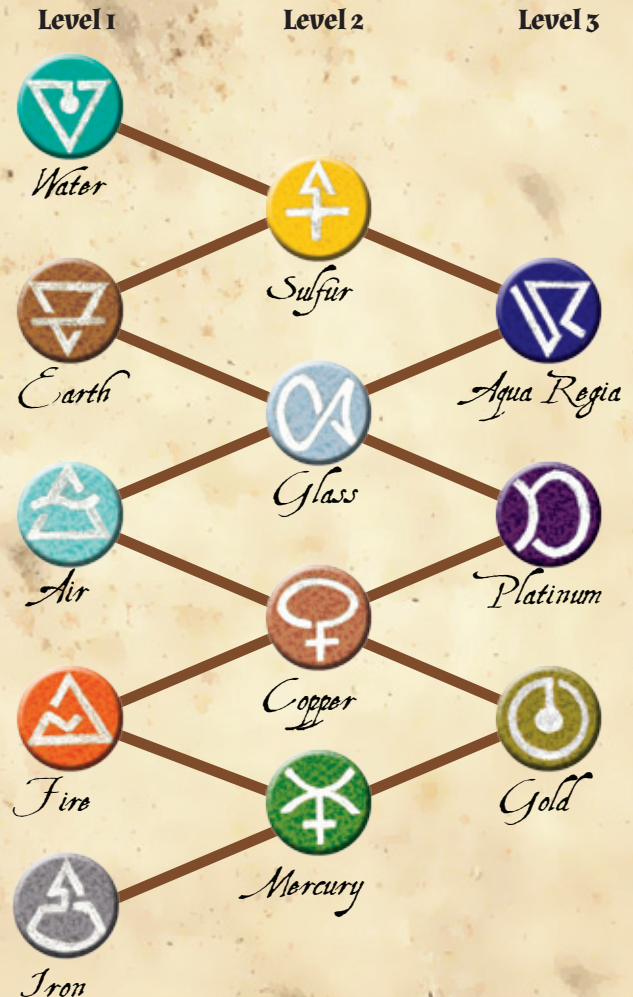 Level 1 Level 2 Level 3
Water
Sulfur
Earth
Aqua Regia
Glass
Air
Platinum
Copper
Fire
Gold
Mercury
Iron